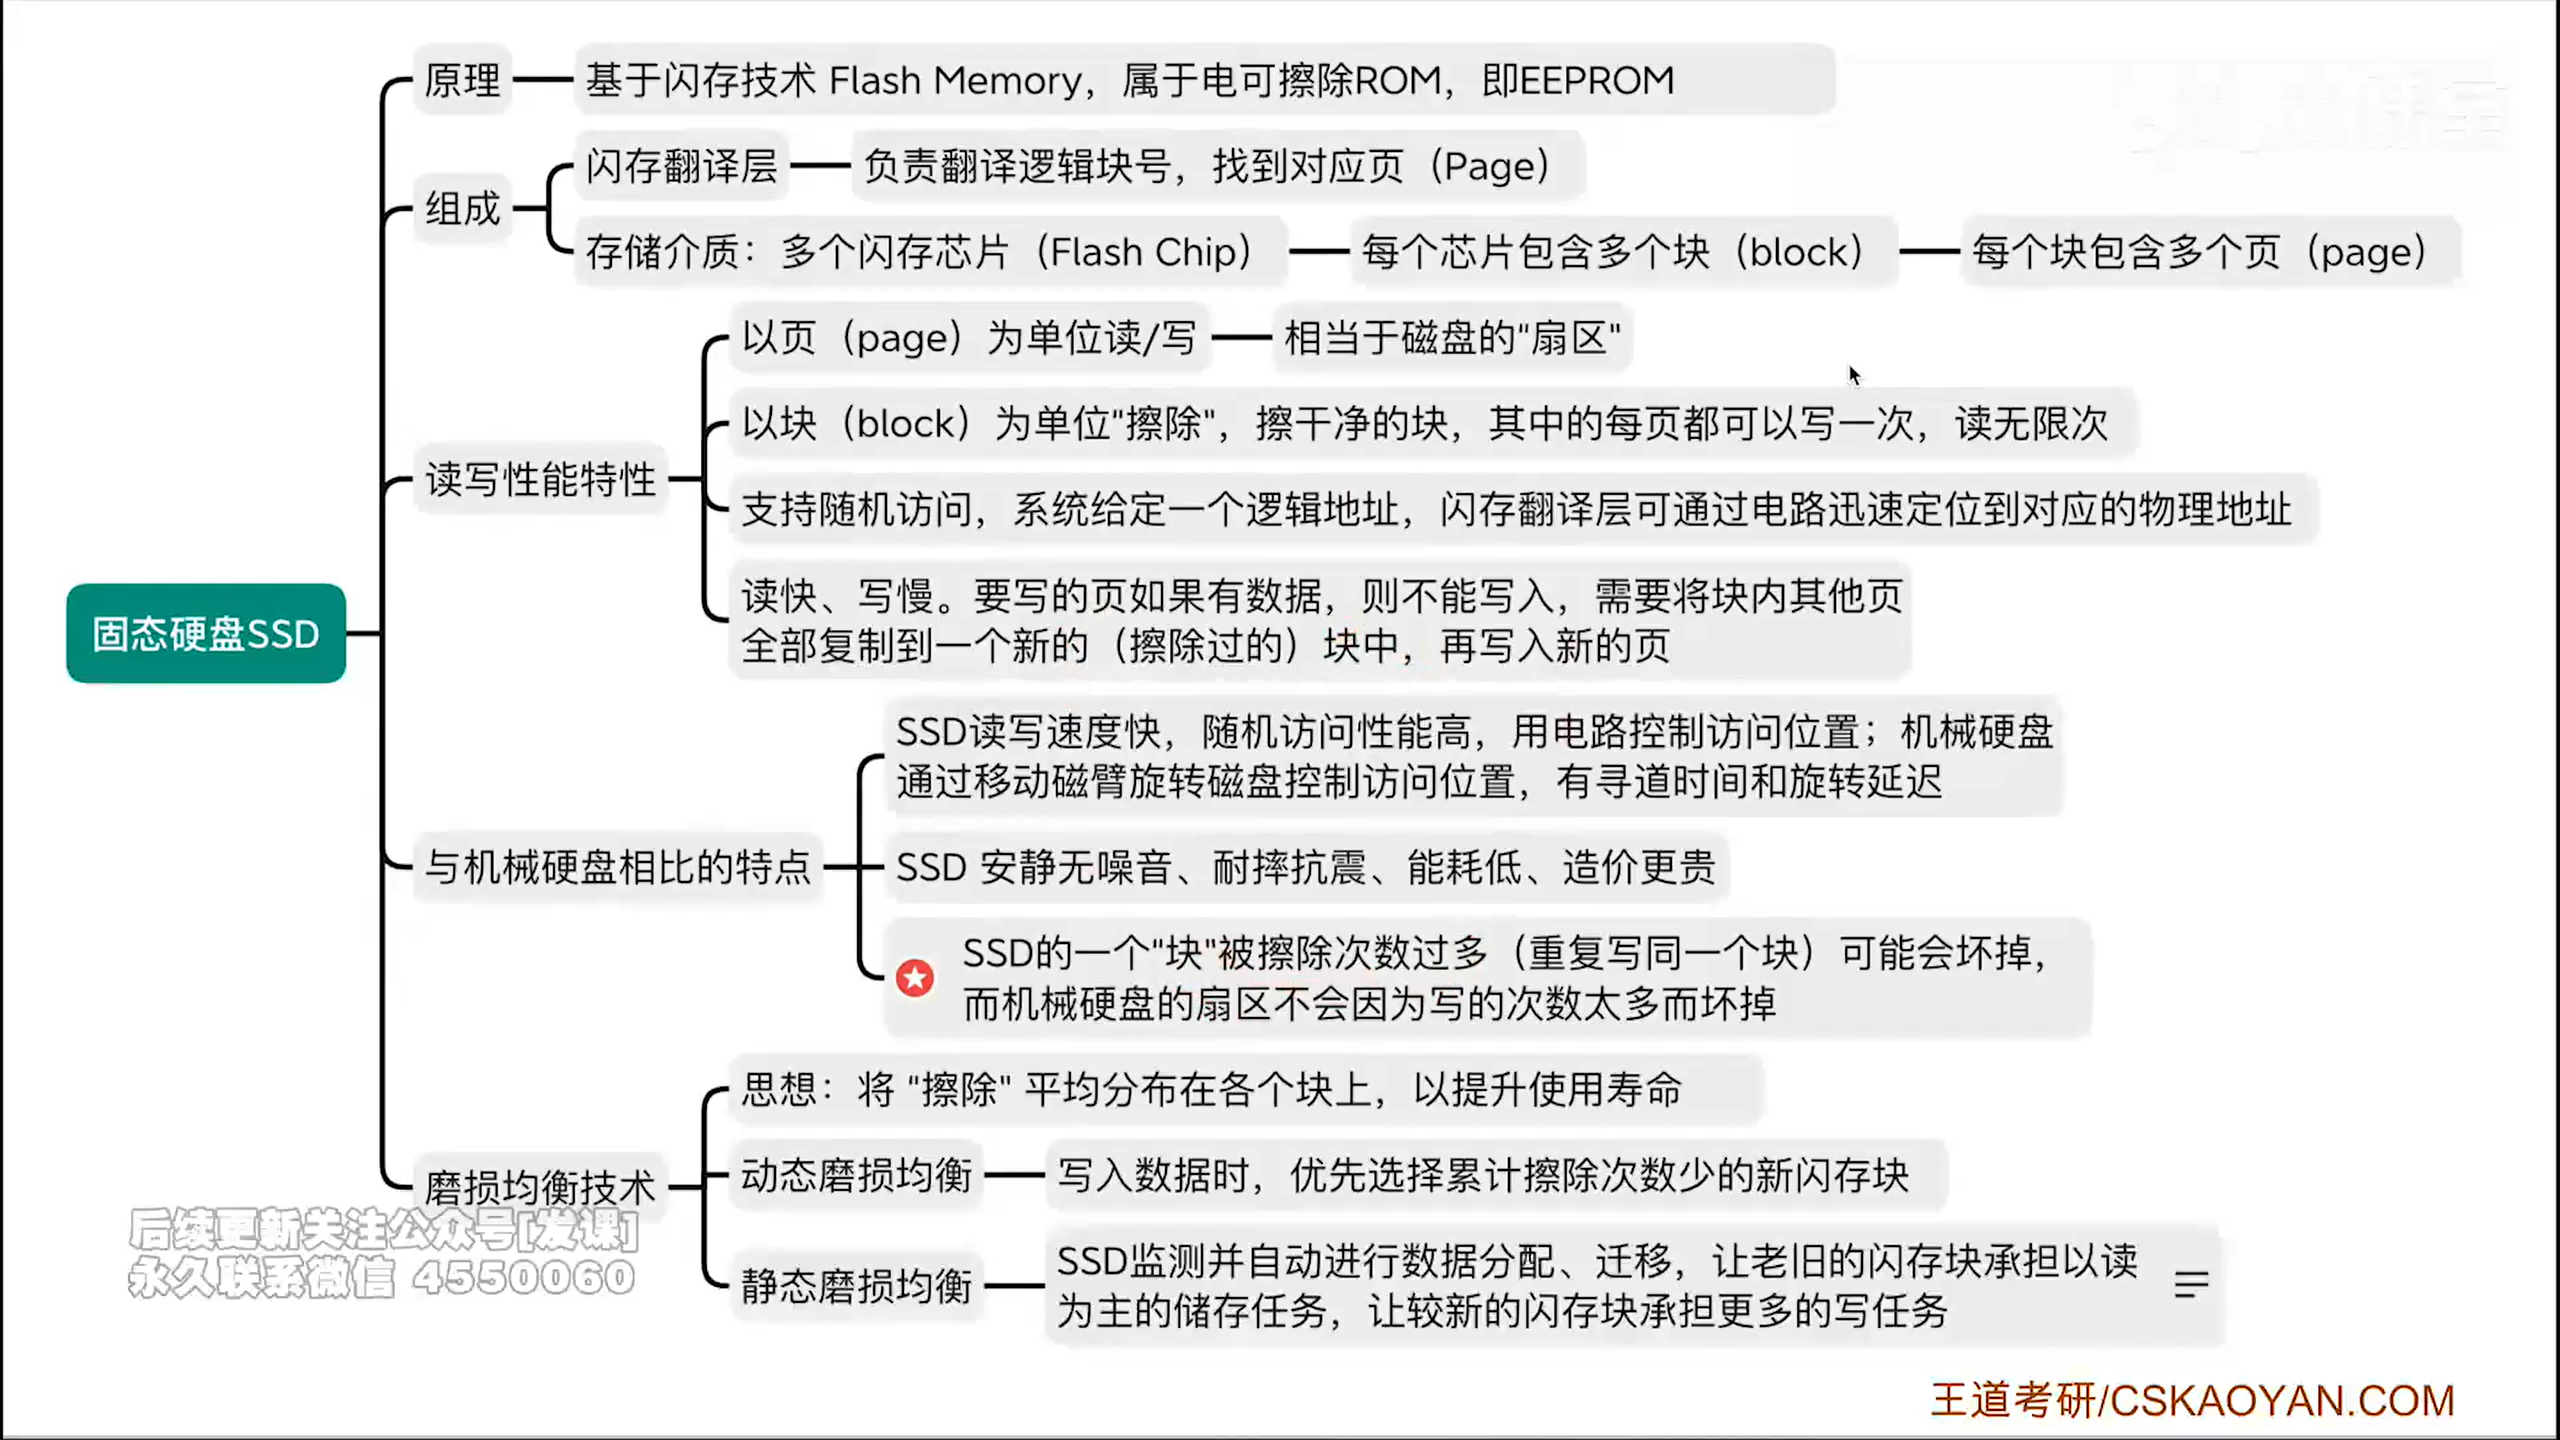 原理
基于闪存技术 Flash Memory，属于电可擦除ROM，即EEPROM
组成
闪存翻译层
负责翻译逻辑块号，找到对应页（Page）
存储介质：多个闪存芯片（Flash Chip）
每个芯片包含多个块（block）
每个块包含多个页（page）
读写性能特性
以页（page）为单位读/写
相当于磁盘的"扇区"
以块（block）为单位"擦除"，擦干净的块，其中的每页都可以写一次，读无限次
支持随机访问，系统给定一个逻辑地址，闪存翻译层可通过电路迅速定位到对应的物理地址
读快、写慢。要写的页如果有数据，则不能写入，需要将块内其他页
全部复制到一个新的（擦除过的）块中，再写入新的页
固态硬盘SSD
与机械硬盘相比的特点
SSD读写速度快，随机访问性能高，用电路控制访问位置；机械硬盘
通过移动磁臂旋转磁盘控制访问位置，有寻道时间和旋转延迟
SSD 安静无噪音、耐摔抗震、能耗低、造价更贵
SSD的一个"块"被擦除次数过多（重复写同一个块）可能会坏掉，
而机械硬盘的扇区不会因为写的次数太多而坏掉
磨损均衡技术
思想：将 "擦除" 平均分布在各个块上，以提升使用寿命
动态磨损均衡
写入数据时，优先选择累计擦除次数少的新闪存块
静态磨损均衡
SSD监测并自动进行数据分配、迁移，让老旧的闪存块承担以读
为主的储存任务，让较新的闪存块承担更多的写任务
后续更新关注公众号[发课]
永久联系微信 4550060
王道考研/CSKAOYAN.COM